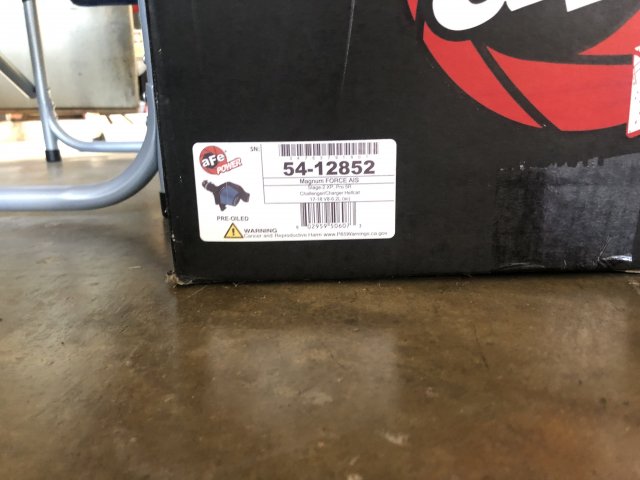 SN:
aFe
POWER
54-12852
Magnum FORCE AIS
Stage-2 XP, Pro 5R
Challenger/Charger Hellcat
17-18 V8-6.2L (sc)
PRE-OILED
WARNING
Cancer and Reproductive Harm www.P65Warnings.ca.gov